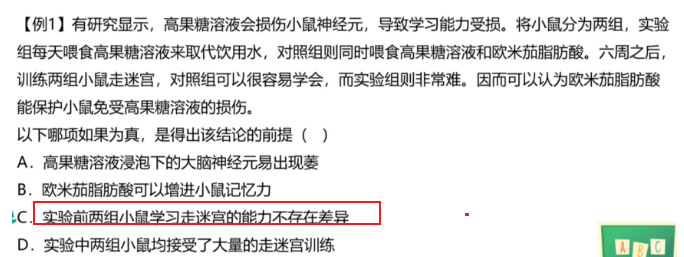 【例1】有研究显示，高果糖溶液会损伤小鼠神经元，导致学习能力受损。将小鼠分为两组，实验
组每天喂食高果糖溶液来取代饮用水，对照组则同时喂食高果糖溶液和欧米茄脂肪酸。六周之后，
训练两组小鼠走迷宫，对照组可以很容易学会，而实验组则非常难。因而可以认为欧米茄脂肪酸
能保护小鼠免受高果糖溶液的损伤。
以下哪项如果为真，是得出该结论的前提（ ）
A．高果糖溶液浸泡下的大脑神经元易出现萎
B．欧米茄脂肪酸可以增进小鼠记忆力
C．实验前两组小鼠学习走迷宫的能力不存在差异
D．实验中两组小鼠均接受了大量的走迷宫训练
A B C